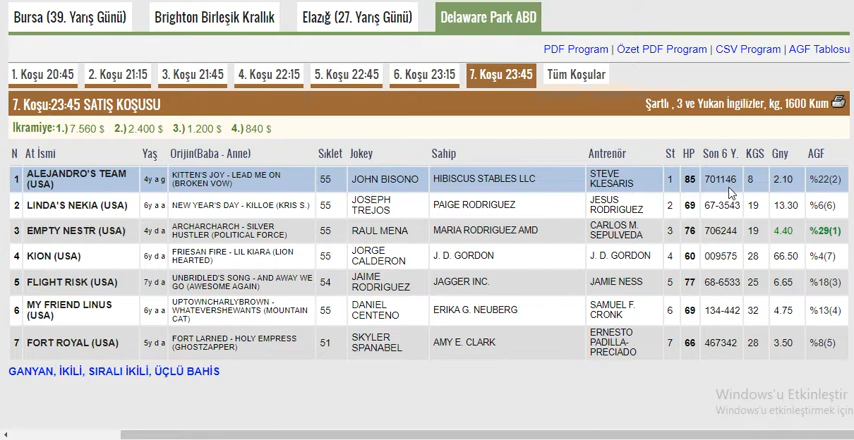 Bursa (39. Yarış Günü) Brighton Birleşik Krallık Elazığ (27. Yarış Günü) Delaware Park ABD
PDF Program | Özet PDF Program | CSV Program | AGF Tablosu
1. Koşu 20:45 2. Koşu 21:15 3. Koşu 21:45 4. Koşu 22:15 5. Koşu 22:45 6. Koşu 23:15 7. Koşu 23:45 Tüm Koşular
7. Koşu:23:45 SATIŞ KOŞUSU Şartlı , 3 ve Yukarı İngilizler, kg, 1600 Kum
İkramiye: 1.) 7.560 $ 2.) 2.400 $ 3.) 1.200 $ 4.) 840 $
N At İsmi Yaş Orijin(Baba - Anne) Sıklet Jokey Sahip Antrenör St HP Son 6 Y. KGS Gny AGF
1 ALEJANDRO'S TEAM (USA) 4y a g KITTEN'S JOY - LEAD ME ON (BROKEN VOW) 55 JOHN BISONO HIBISCUS STABLES LLC STEVE KLESARIS 1 85 701146 8 2.10 %22(2)
2 LINDA'S NEKIA (USA) 6y a a NEW YEAR'S DAY - KILLOE (KRIS S.) 55 JOSEPH TREJOS PAIGE RODRIGUEZ JESUS RODRIGUEZ 2 69 67-3543 19 13.30 %6(6)
3 EMPTY NESTR (USA) 4y d a ARCHARCHARCH - SILVER HUSTLER (POLITICAL FORCE) 55 RAUL MENA MARIA RODRIGUEZ AMD CARLOS M. SEPULVEDA 3 76 706244 19 4.40 %29(1)
4 KION (USA) 6y d a FRIESAN FIRE - LIL KIARA (LION HEARTED) 55 JORGE CALDERON J. D. GORDON J. D. GORDON 4 60 009575 28 66.50 %4(7)
5 FLIGHT RISK (USA) 7y d a UNBRIDLED'S SONG - AND AWAY WE GO (AWESOME AGAIN) 54 JAIME RODRIGUEZ JAGGER INC. JAMIE NESS 5 77 68-6533 25 6.65 %18(3)
6 MY FRIEND LINUS (USA) 5y a a UPTOWNCHARLYBROWN - WHATEVERSHEWANTS (MOUNTAIN CAT) 55 DANIEL CENTENO ERIKA G. NEUBERG SAMUEL F. CRONK 6 69 134-442 32 4.75 %13(4)
7 FORT ROYAL (USA) 5y d a FORT LARNED - HOLY EMPRESS (GHOSTZAPPER) 51 SKYLER SPANABEL AMY E. CLARK ERNESTO PADILLA-PRECIADO 7 66 467342 28 3.50 %8(5)
GANYAN, İKİLİ, SIRALI İKİLİ, ÜÇLÜ BAHİS
Windows'u Etkinleştir
Windows'u etkinleştirmek için